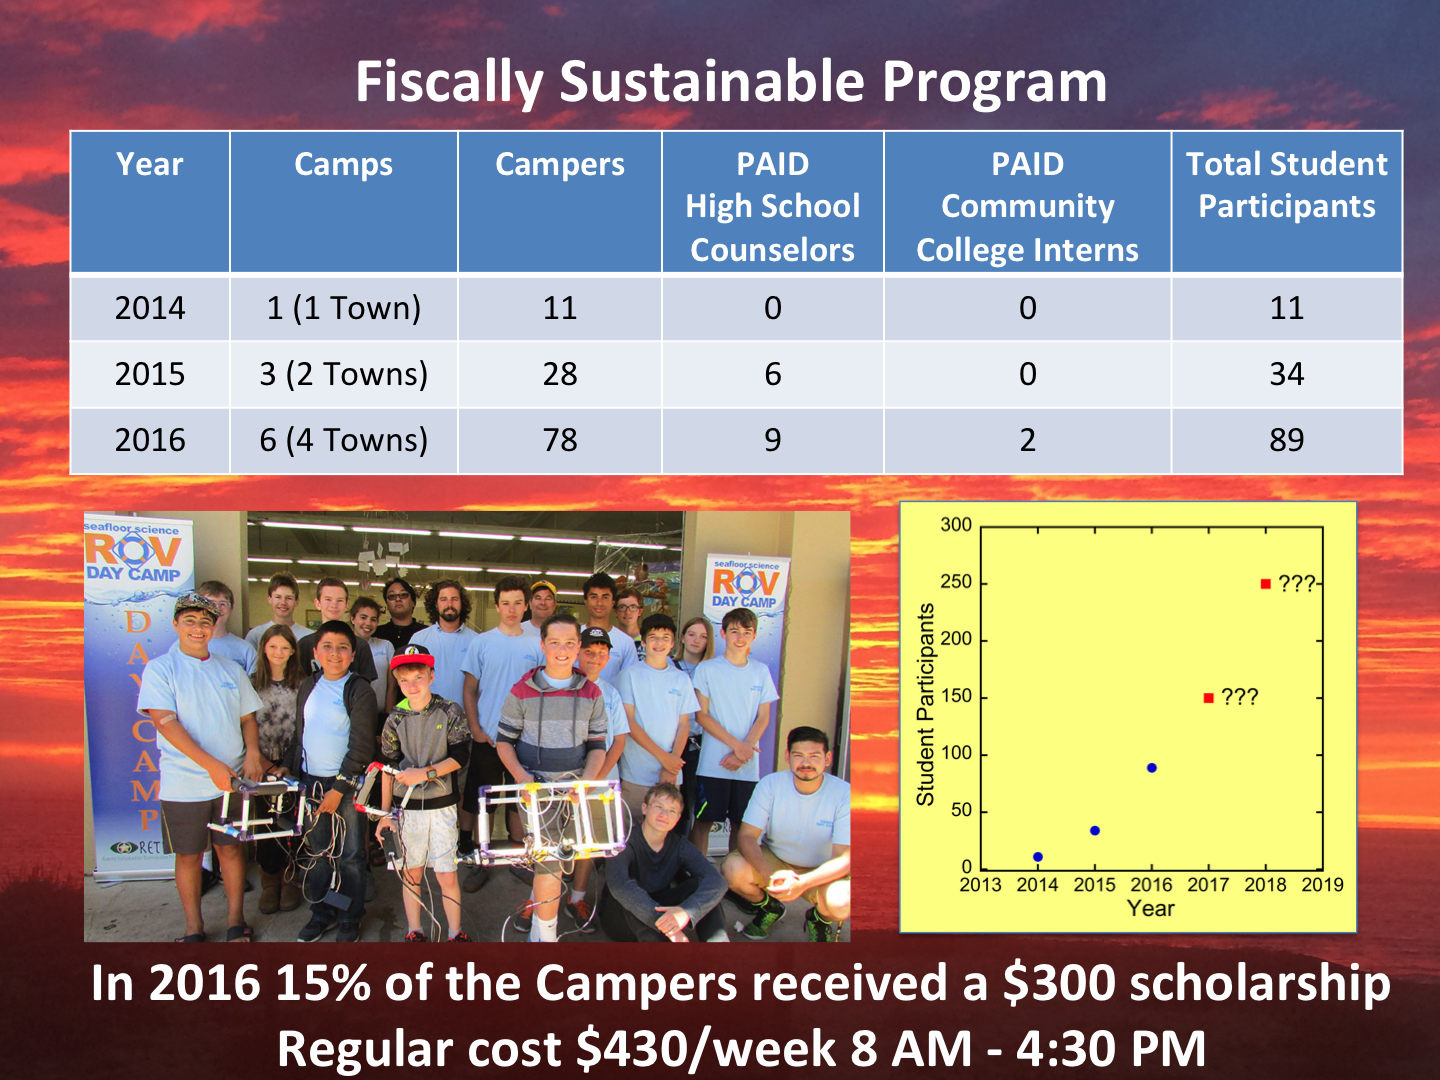 Fiscally Sustainable Program
Year Camps Campers PAID High School Counselors PAID Community College Interns Total Student Participants
2014 1 (1 Town) 11 0 0 11
2015 3 (2 Towns) 28 6 0 34
2016 6 (4 Towns) 78 9 2 89
seafloor science
ROV
DAY CAMP
DAY CAMP
RET
seafloor science
ROV
DAY CAMP
300
250
200
150
100
50
0
Student Participants
???
???
2013 2014 2015 2016 2017 2018 2019
Year
In 2016 15% of the Campers received a $300 scholarship
Regular cost $430/week 8 AM - 4:30 PM